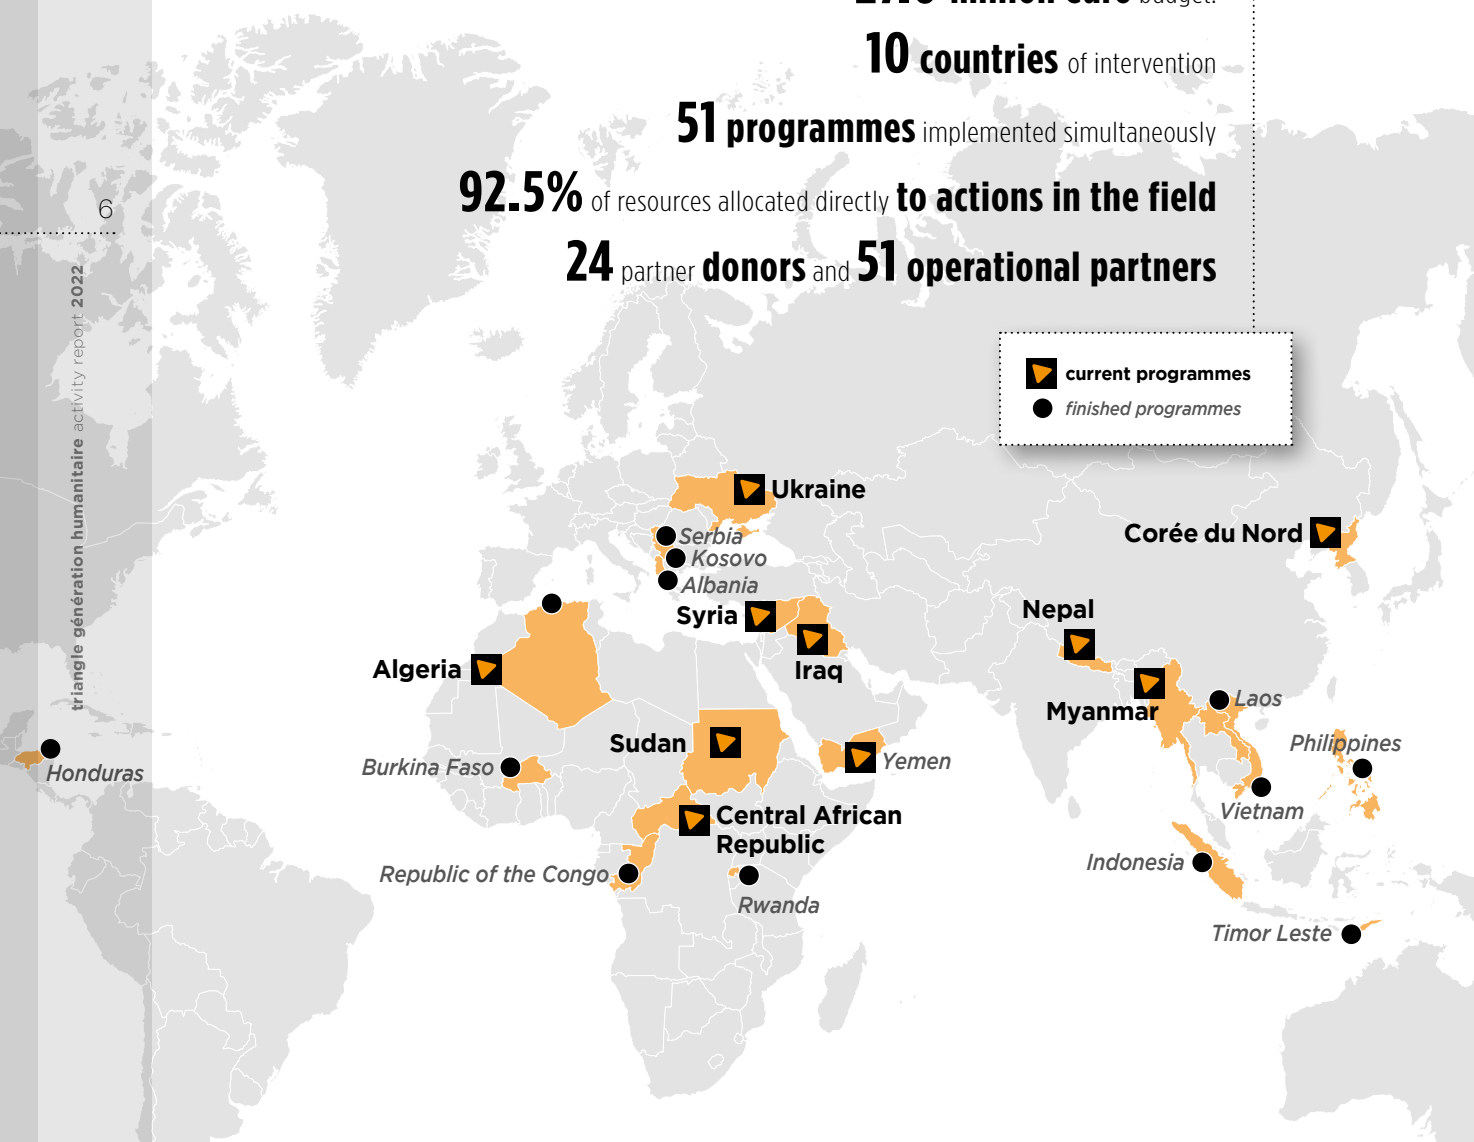 million euro budget.
10 countries of intervention
51 programmes implemented simultaneously
92.5% of resources allocated directly to actions in the field
24 partner donors and 51 operational partners
6
triangle génération humanitaire activity report 2022
current programmes
finished programmes
Ukraine
Serbia
Kosovo
Albania
Corée du Nord
Syria
Iraq
Nepal
Algeria
Myanmar
Laos
Sudan
Yemen
Philippines
Honduras
Burkina Faso
Vietnam
Central African
Republic
Republic of the Congo
Rwanda
Indonesia
Timor Leste